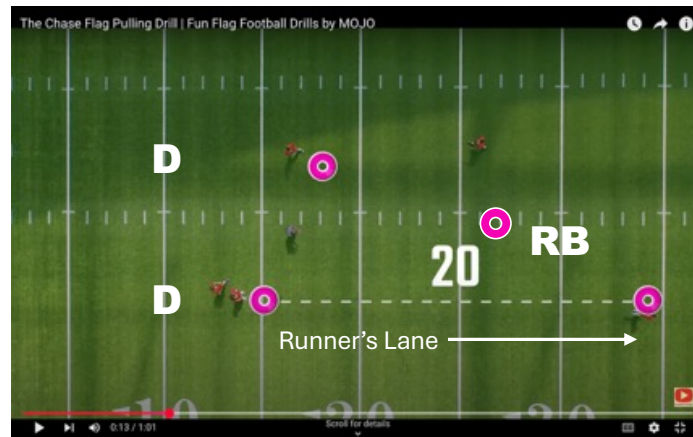 The Chase Flag Pulling Drill | Fun Flag Football Drills by MOJO
D
RB
20
D
Runner's Lane
0:13 / 1:01
Scroll for details